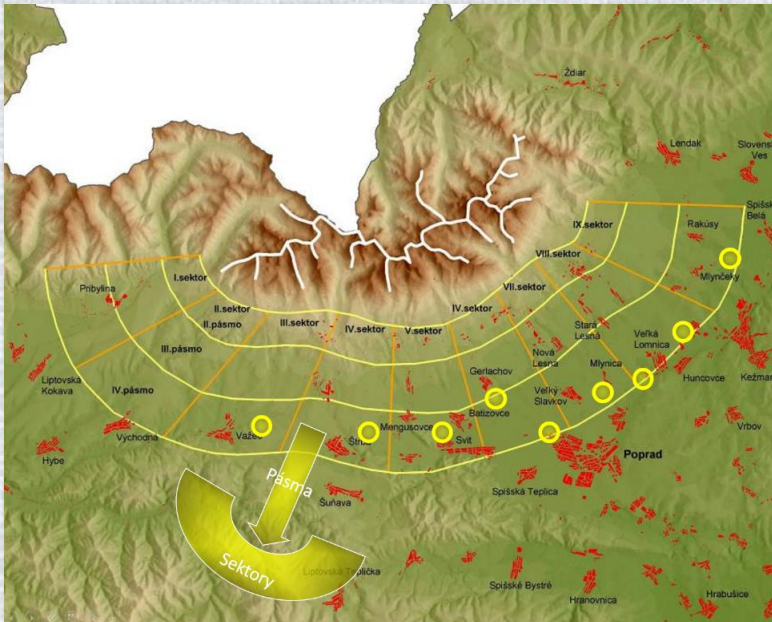 Ždiar
Lendak
Slovens
Ves
IX.sektor
Rakúsy
Spišsk
Belá
VIII.sektor
Mlynčeky
I.sektor
Pribylina
VII.sektor
II.sektor
II.pásmo
III.sektor
IV.sektor
V.sektor
IV.sektor
Stará
Lesná
Veľká
Lomnica
III.pásmo
Nová
Lesná
Mlynica
Huncovce
Kežmar
Liptovská
Kokava
IV.pásmo
Gerlachov
Veľký
Slavkov
Batizovce
Východná
Važec
Mengusovce
Štrba
Svit
Vrbov
Hybe
Poprad
Pásma
Spišská Teplica
Šuňava
Sektory
Liptovská Teplička
Spišské Bystré
Hranovnica
Hrabušice